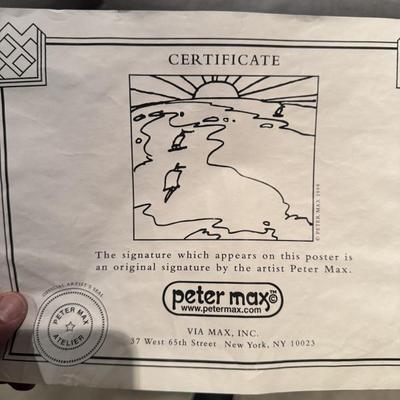 CERTIFICATE
© PETER MAX 1999
The signature which appears on this poster is
an original signature by the artist Peter Max.
peter max©™
www.petermax.com
OFFICIAL ARTIST'S SEAL
PETER MAX
ATELIER
VIA MAX, INC.
37 West 65th Street New York, NY 10023